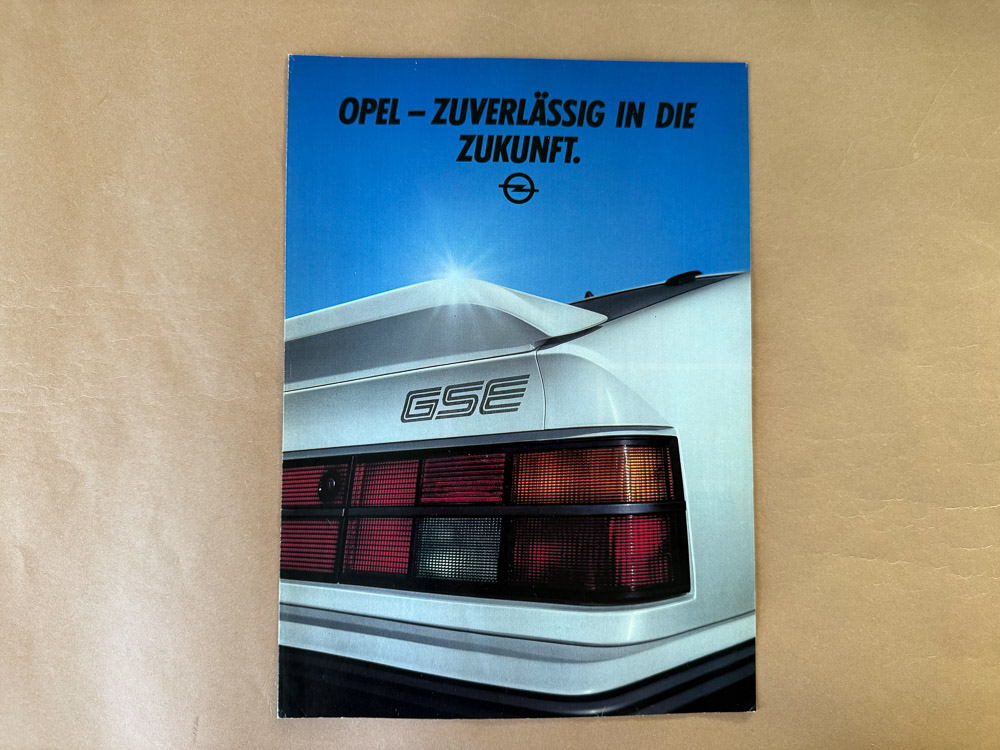 OPEL – ZUVERLÄSSIG IN DIE
ZUKUNFT.
GSE